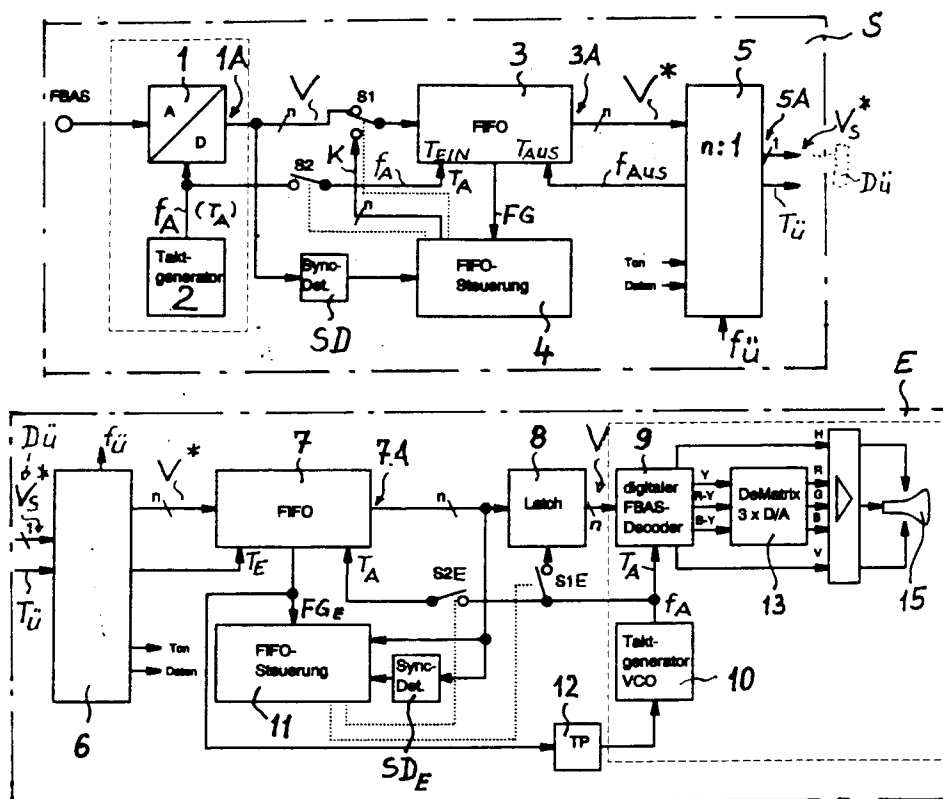 S
1
1A
3
3A
5
5A
FBAS
V
n
S1
V*
n
Vs*
A
D
FIFO
n:1
1
Dü
K
TEIN
TAUS
S2
fA
TA
fAus
Tü
fA
(TA)
n
FG
Takt-
generator
2
Sync-
Det.
FIFO-
Steuerung
Ton
Daten
SD
4
fü
E
Dü
fü
7
7A
8
V
9
H
Vs*
V*
1
n
FIFO
n
Latch
n
digitaler
FBAS-
Decoder
Y
R-Y
B-Y
DeMatrix
3 x D/A
R
G
B
TE
TA
S2E
S1E
TA
V
13
15
Tü
FGE
fA
FIFO-
Steuerung
Sync-
Det.
Takt-
generator
VCO
10
Ton
Daten
11
12
6
SDE
TP